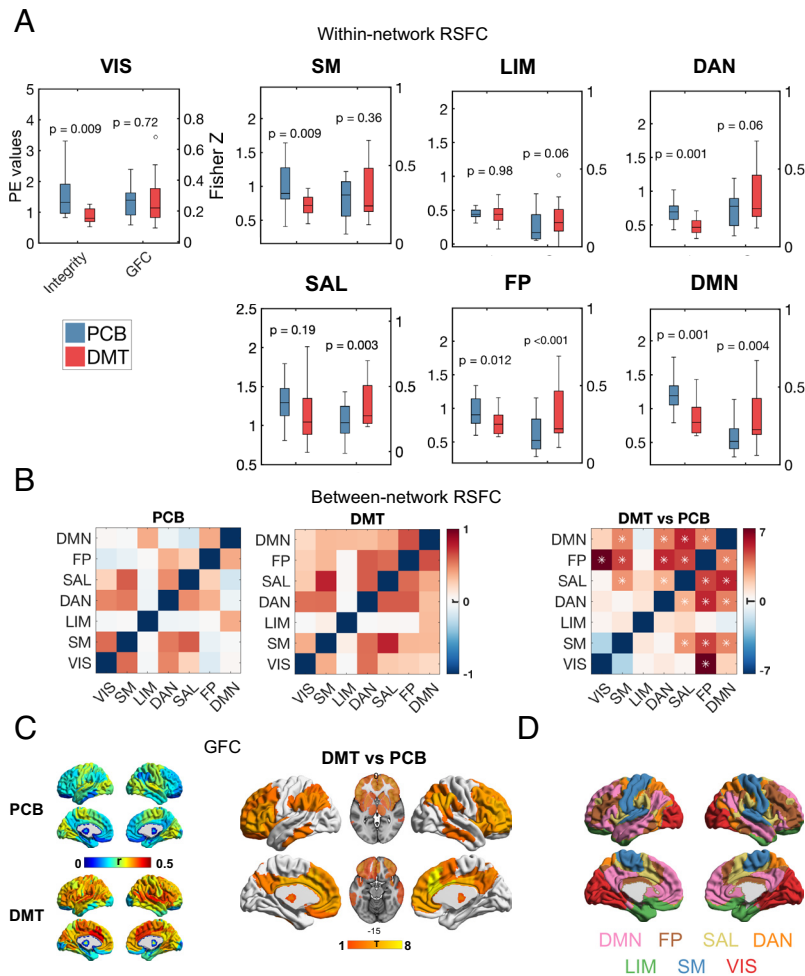 A
Within-network RSFC
VIS
SM
LIM
DAN
PE values
Fisher Z
5
4
3
2
1
0
0.8
0.6
0.4
0.2
0
p = 0.009
p = 0.72
Integrity
GFC
2
1.5
1
0.5
1
0.5
0
p = 0.009
p = 0.36
2
1.5
1
0.5
0
1
0.5
0
p = 0.98
p = 0.06
2
1.5
1
0.5
1
0.5
0
p = 0.001
p = 0.06
PCB
DMT
SAL
FP
DMN
2.5
2
1.5
1
0.5
1
0.5
0
p = 0.19
p = 0.003
2
1.5
1
0.5
1
0.5
0
p = 0.012
p <0.001
2
1.5
1
0.5
1
0.5
0
p = 0.001
p = 0.004
B
Between-network RSFC
PCB
DMT
DMT vs PCB
DMN
FP
SAL
DAN
LIM
SM
VIS
VIS
SM
LIM
DAN
SAL
FP
DMN
DMN
FP
SAL
DAN
LIM
SM
VIS
VIS
SM
LIM
DAN
SAL
FP
DMN
1
r
0
-1
DMN
FP
SAL
DAN
LIM
SM
VIS
VIS
SM
LIM
DAN
SAL
FP
DMN
7
T
0
-7
C
GFC
DMT vs PCB
PCB
0 r 0.5
DMT
-15
1 T 8
D
DMN FP SAL DAN
LIM SM VIS